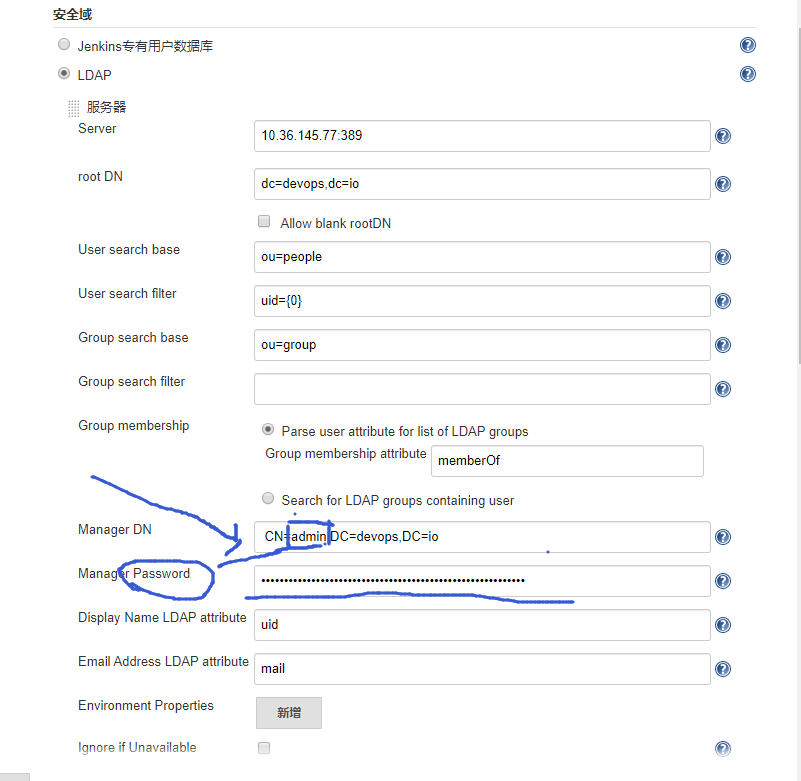 安全域
Jenkins专有用户数据库
LDAP
服务器
Server
10.36.145.77:389
root DN
dc=devops,dc=io
Allow blank rootDN
User search base
ou=people
User search filter
uid={0}
Group search base
ou=group
Group search filter
Group membership
Parse user attribute for list of LDAP groups
Group membership attribute
memberOf
Search for LDAP groups containing user
Manager DN
CN=admin,DC=devops,DC=io
Manager Password
Display Name LDAP attribute
uid
Email Address LDAP attribute
mail
Environment Properties
新增
Ignore if Unavailable